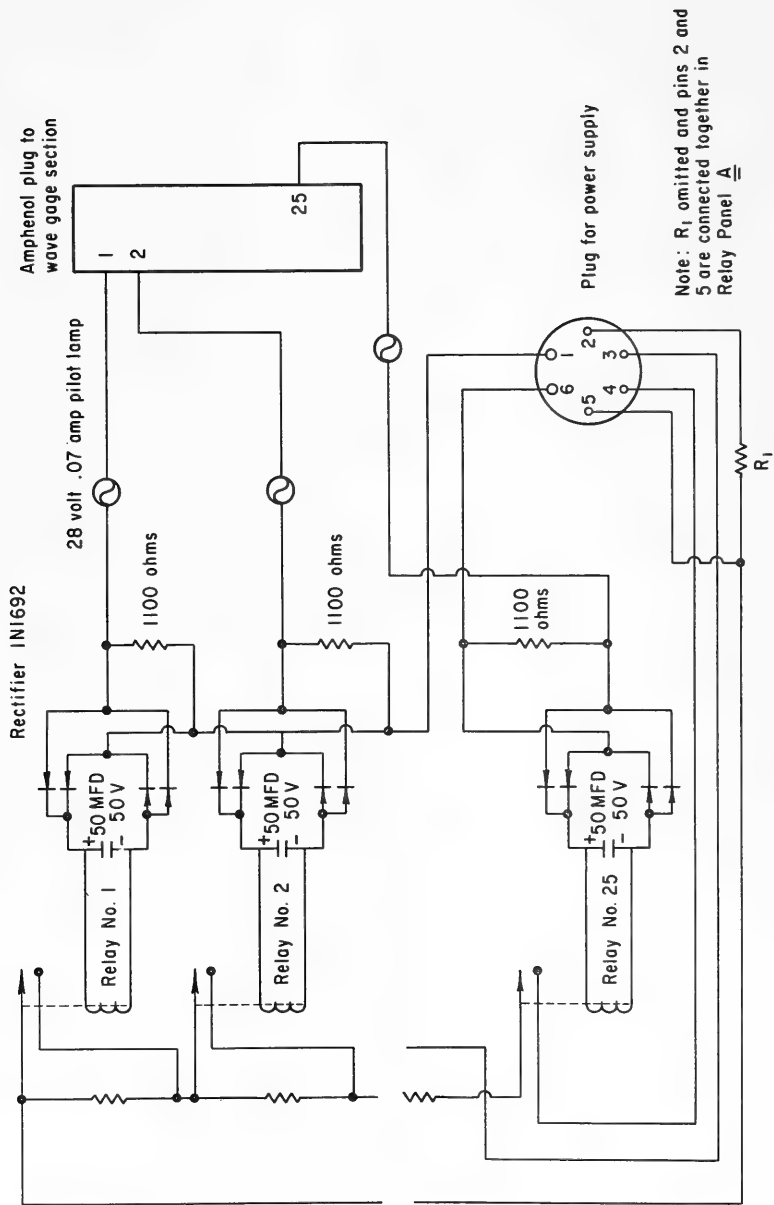 Rectifier IN1692
28 volt .07 amp pilot lamp
Amphenol plug to
wave gage section
1
2
25
1100 ohms
1100 ohms
1100
ohms
+
50 MFD
50 V
-
Relay No. 1
+
50 MFD
50 V
-
Relay No. 2
+
50 MFD
50 V
-
Relay No. 25
Plug for power supply
1
2
3
4
5
6
R1
Note: R1 omitted and pins 2 and
5 are connected together in
Relay Panel A